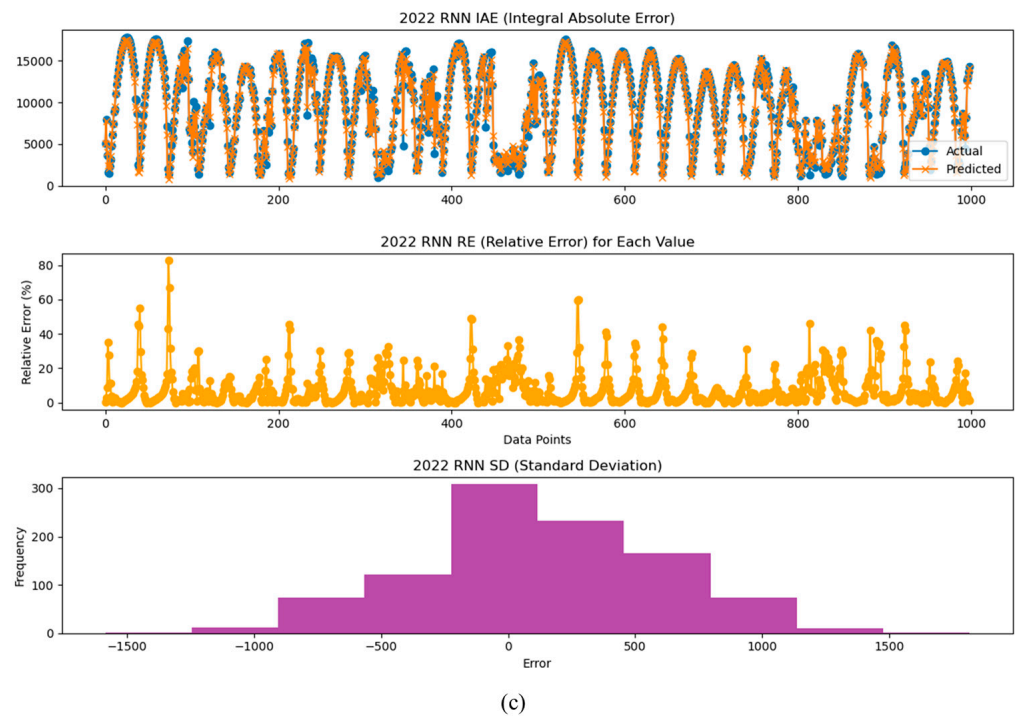 2022 RNN IAE (Integral Absolute Error)
15000
10000
5000
0
Actual
Predicted
0 200 400 600 800 1000
2022 RNN RE (Relative Error) for Each Value
Relative Error (%)
80
60
40
20
0
0 200 400 600 800 1000
Data Points
2022 RNN SD (Standard Deviation)
Frequency
300
200
100
0
−1500 −1000 −500 0 500 1000 1500
Error
(c)